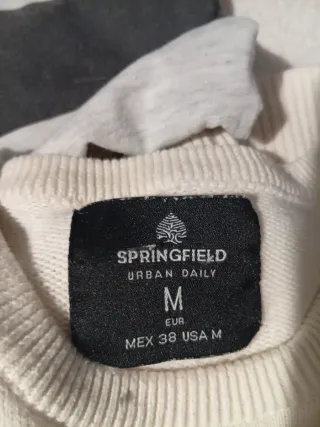 SPRINGFIELD
URBAN DAILY
M
EUR
MEX 38 USA M